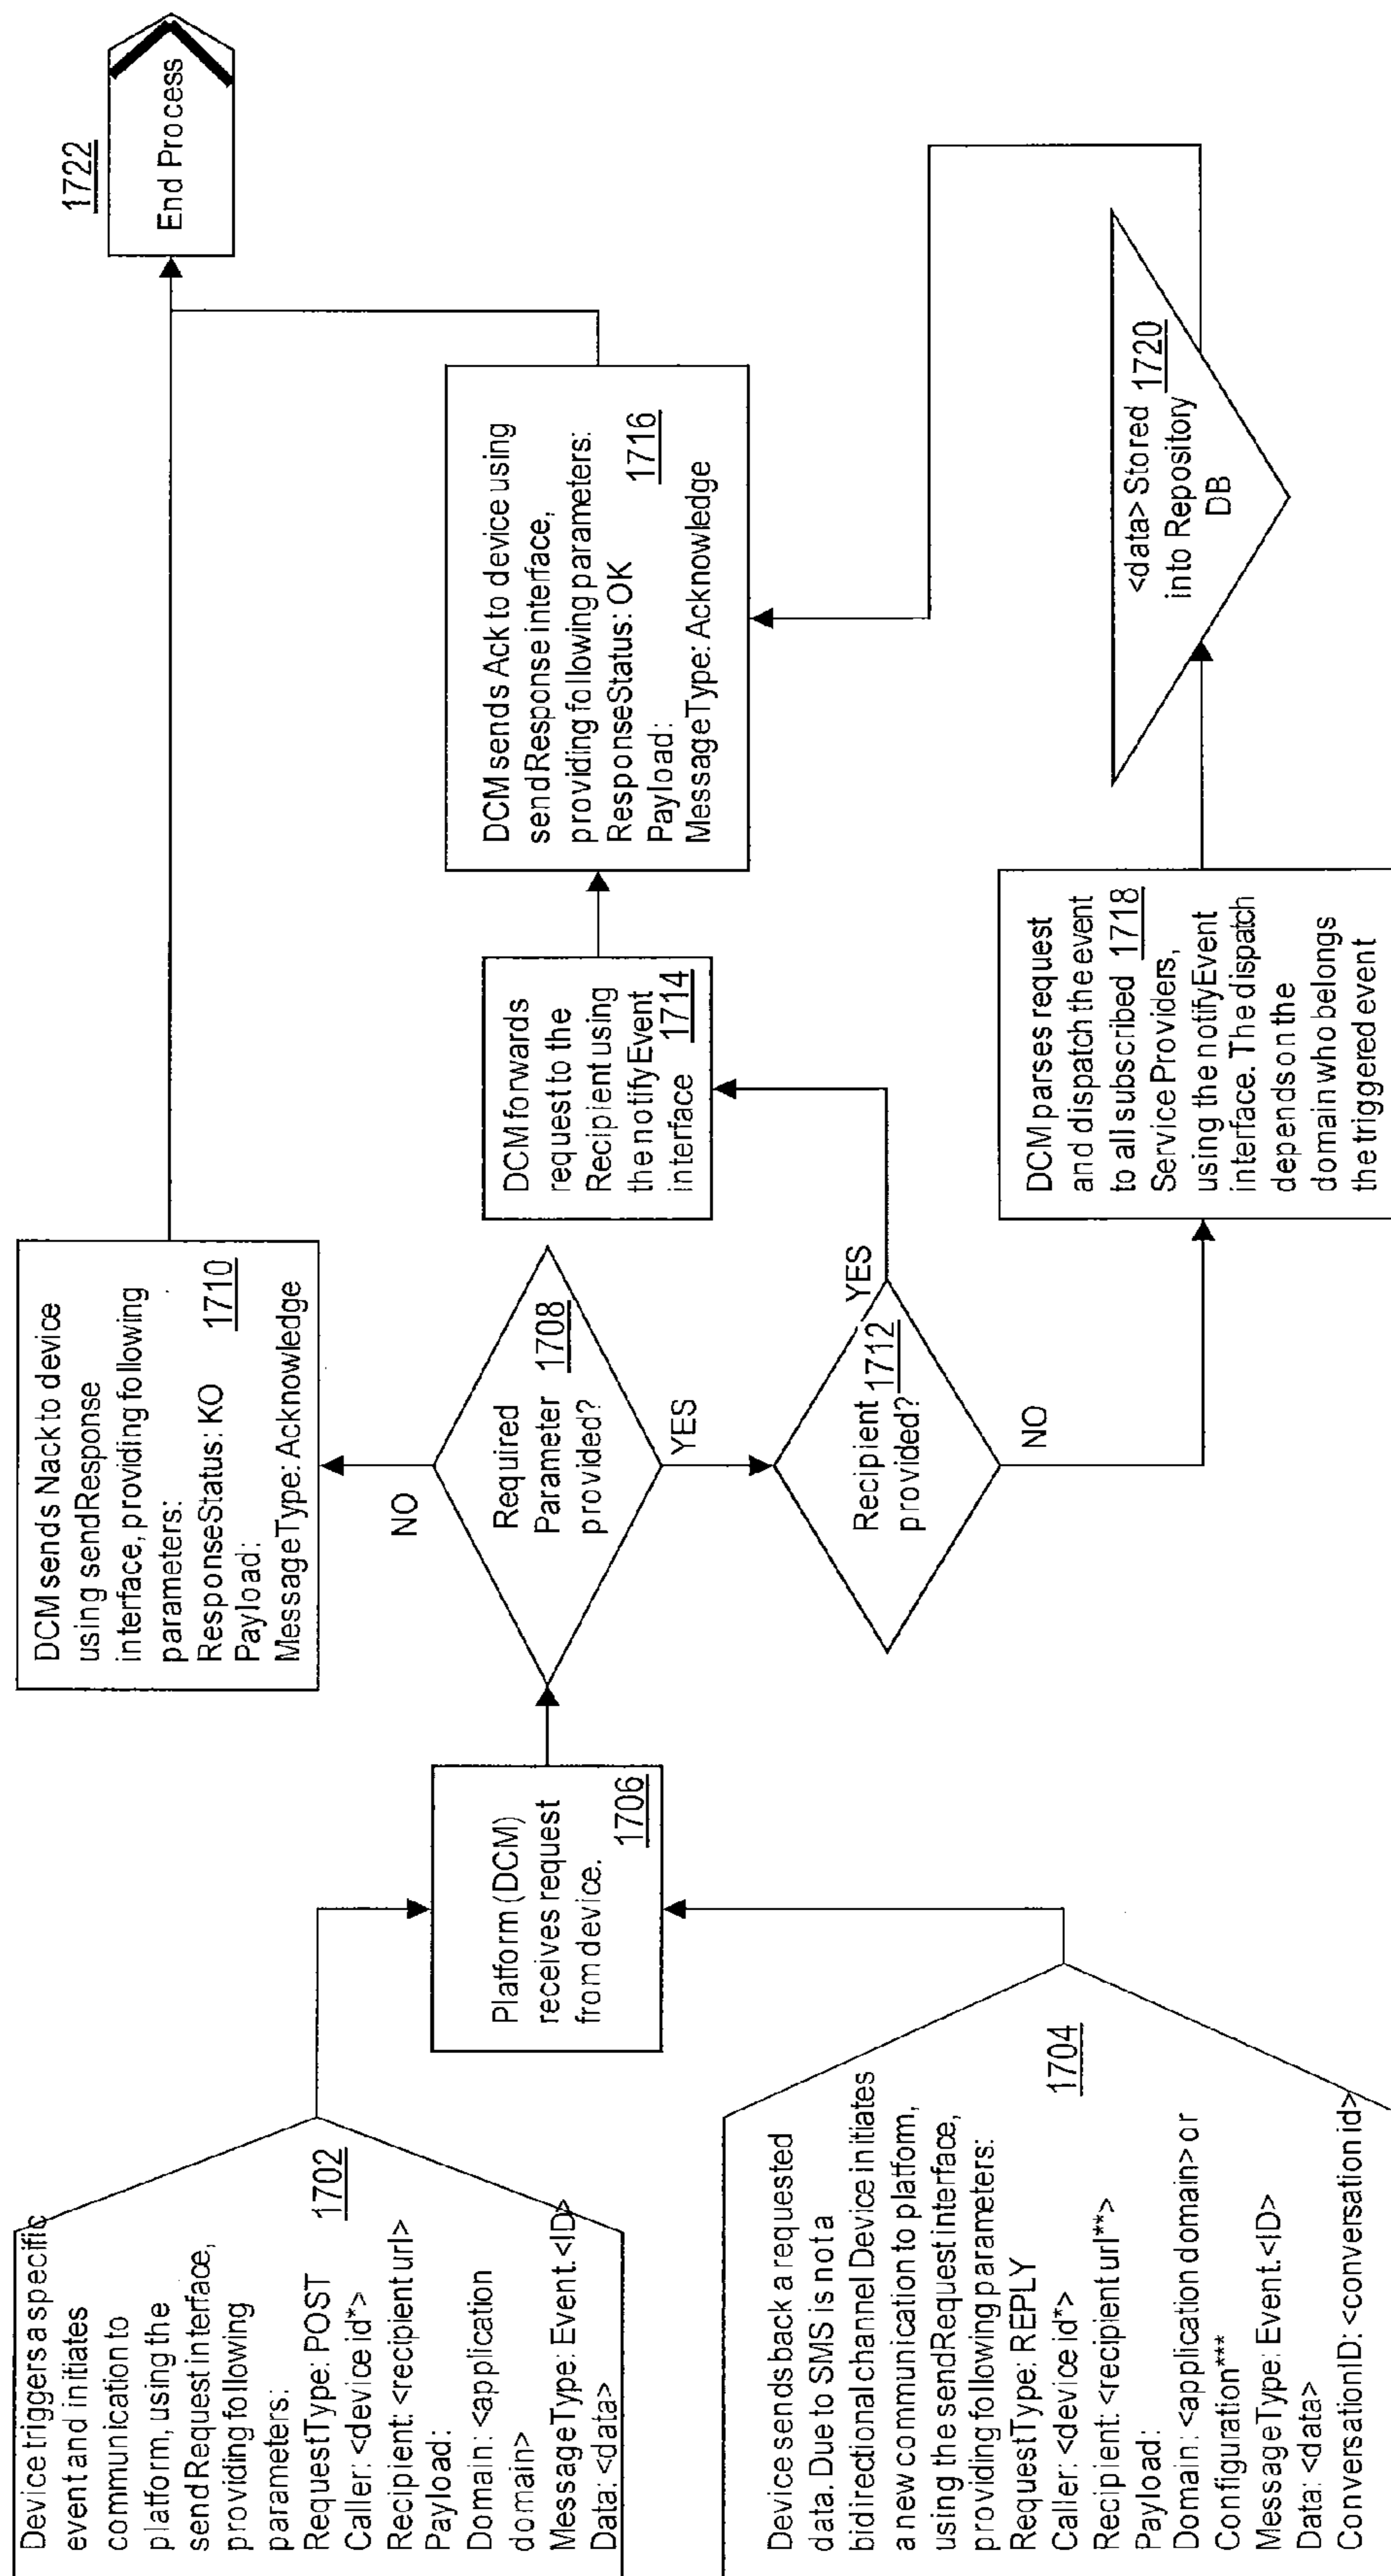 Device triggers a specific
event and initiates
communication to
platform, using the
sendRequest interface,
providing following
parameters:
RequestType: POST
Caller: <device id*>
Recipient: <recipient url>
Payload:
Domain: <application
domain>
MessageType: Event.<ID>
Data: <data>
1702
Device sends back a requested
data. Due to SMS is not a
bidirectional channel Device initiates
a new communication to platform,
using the sendRequest interface,
providing following parameters:
RequestType: REPLY
Caller: <device id*>
Recipient: <recipient url**>
Payload:
Domain: <application domain> or
Configuration***
MessageType: Event.<ID>
Data: <data>
ConversationID: <conversation id>
1704
Platform (DCM)
receives request
from device.
1706
Required
Parameter 1708
provided?
NO
YES
DCM sends Nack to device
using sendResponse
interface, providing following
parameters:
ResponseStatus: KO 1710
Payload:
MessageType: Acknowledge
Recipient 1712
provided?
YES
NO
DCM forwards
request to the
Recipient using
the notifyEvent
interface 1714
DCM sends Ack to device using
sendResponse interface,
providing following parameters:
ResponseStatus: OK
Payload: 1716
MessageType: Acknowledge
DCM parses request
and dispatch the event
to all subscribed 1718
Service Providers,
using the notifyEvent
interface. The dispatch
depends on the
domain who belongs
the triggered event
<data> Stored 1720
into Repository
DB
1722
End Process